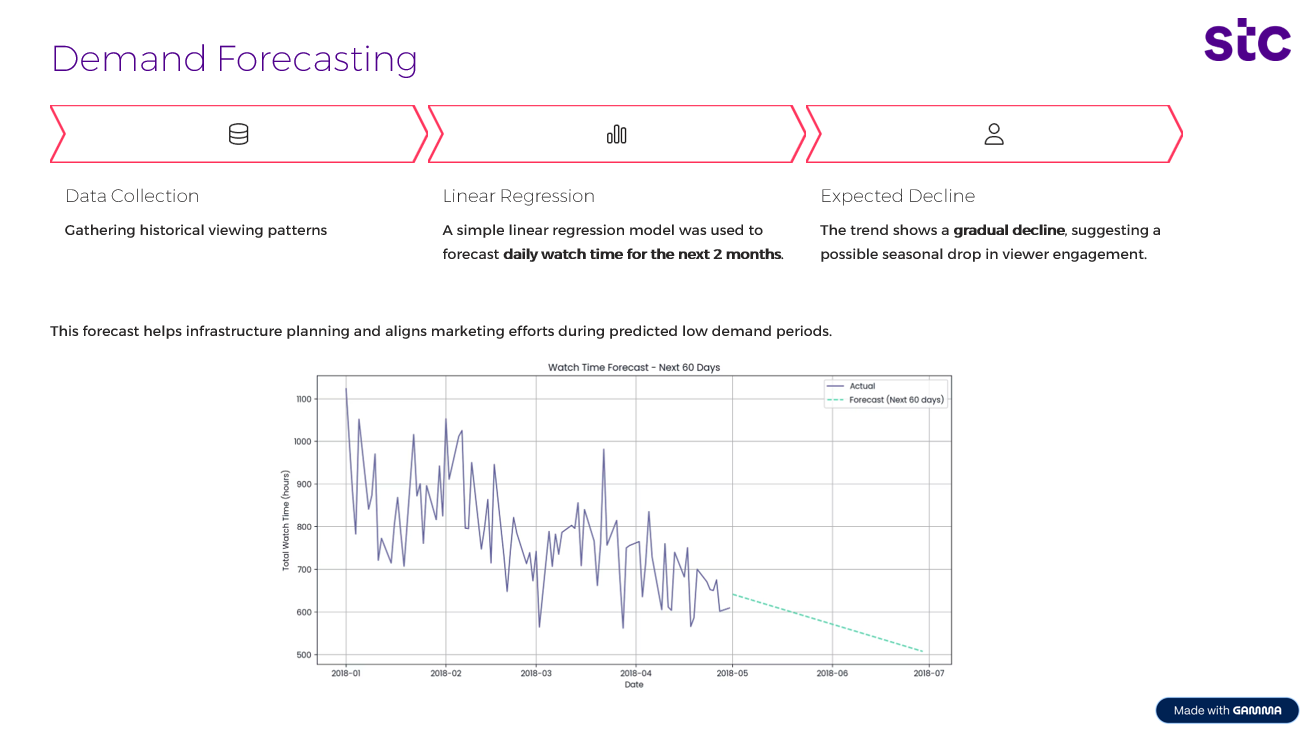 Demand Forecasting
stc
Data Collection
Gathering historical viewing patterns
Linear Regression
A simple linear regression model was used to
forecast daily watch time for the next 2 months.
Expected Decline
The trend shows a gradual decline, suggesting a
possible seasonal drop in viewer engagement.
This forecast helps infrastructure planning and aligns marketing efforts during predicted low demand periods.
Watch Time Forecast - Next 60 Days
Actual
Forecast (Next 60 days)
Total Watch Time (hours)
1100
1000
900
800
700
600
500
2018-01
2018-02
2018-03
2018-04
2018-05
2018-06
2018-07
Date
Made with GAMMA